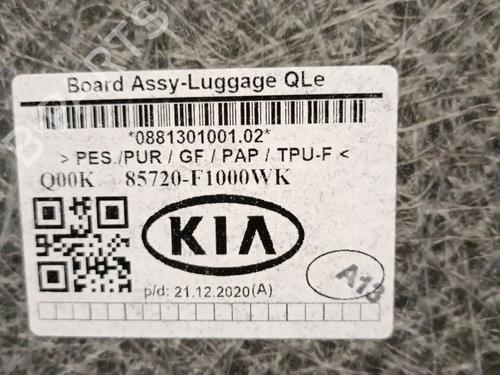 Board Assy-Luggage QLe
*0881301001.02*
> PES./PUR / GF / PAP / TPU-F <
Q00K 85720-F1000WK
KIA
A13
p/d: 21.12.2020(A)